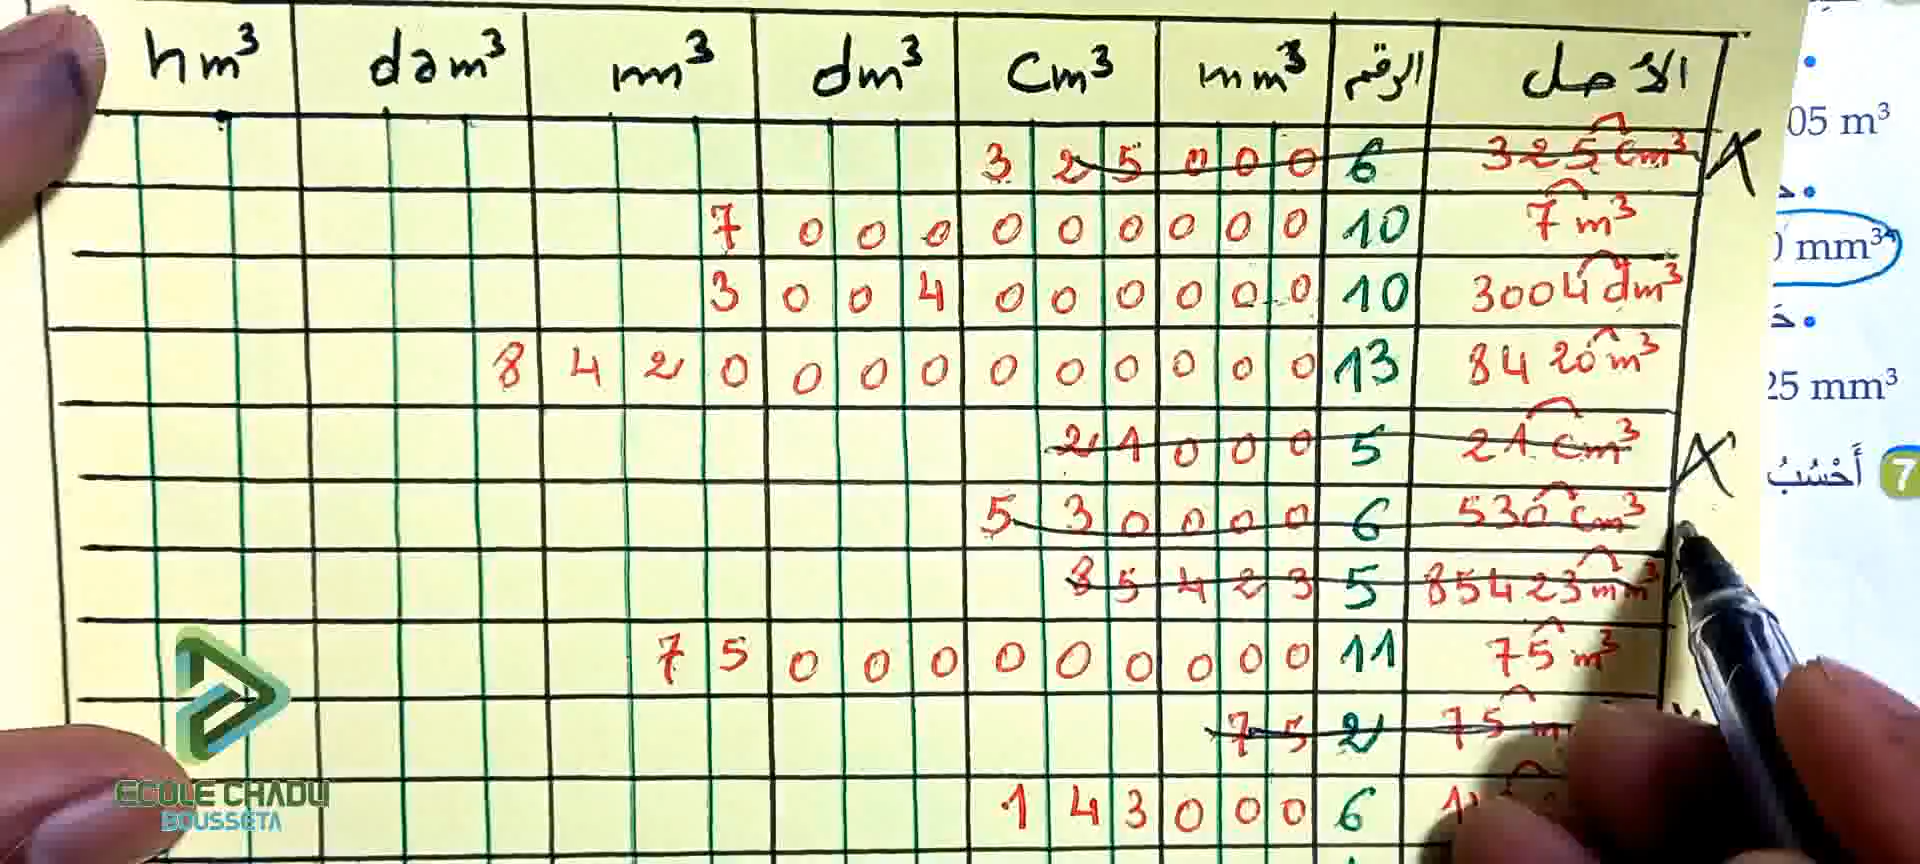 hm³ dam³ m³ dm³ cm³ mm³ الرقم الأصل
3 2 5 0 0 0 6 325 cm³ X
7 0 0 0 0 0 0 0 0 0 10 7 m³
3 0 0 4 0 0 0 0 0 0 10 3004 dm³
8 4 2 0 0 0 0 0 0 0 0 0 0 13 8420 m³
2 1 0 0 0 5 21 cm³ X
5 3 0 0 0 0 6 530 cm³
8 5 4 2 3 5 85423 mm³
7 5 0 0 0 0 0 0 0 0 0 11 75 m³
7 5 2 75 m
1 4 3 0 0 0 6 1
05 m³
0 mm³
25 mm³
7 أَحْسُبُ
ECOLE CHADLI
BOUSSETA